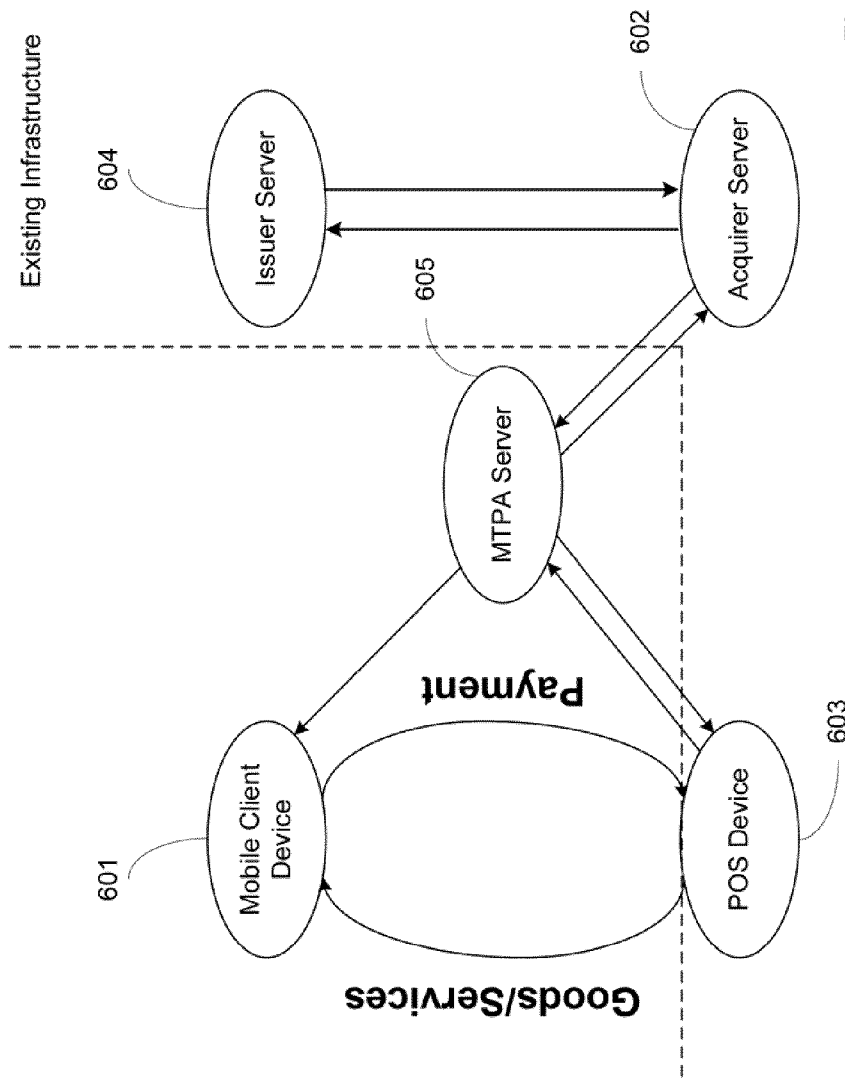 Existing Infrastructure
604
Issuer Server
602
Acquirer Server
605
MTPA Server
Payment
601
Mobile Client
Device
603
POS Device
Goods/Services